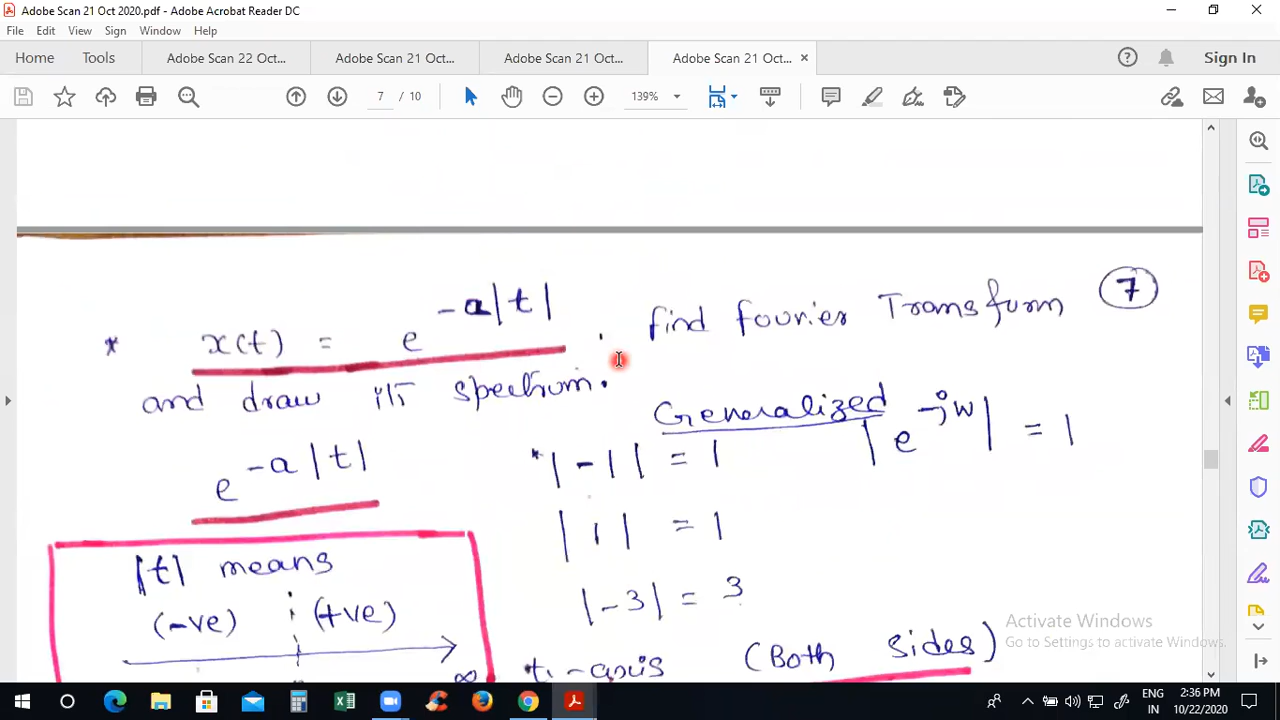 Adobe Scan 21 Oct 2020.pdf - Adobe Acrobat Reader DC
File Edit View Sign Window Help
Home Tools Adobe Scan 22 Oct... Adobe Scan 21 Oct... Adobe Scan 21 Oct... Adobe Scan 21 Oct... × Sign In
7 / 10 139%
* x(t) = e^{-a|t|} . find fourier Transform 7
and draw its spectrum.
Generalized
e^{-a|t|}
* |-1| = 1 |e^{-jw}| = 1
|1| = 1
|t| means
|-3| = 3
(-ve) (+ve)
(Both sides)
∞
Activate Windows
Go to Settings to activate Windows.
ENG 2:36 PM
IN 10/22/2020